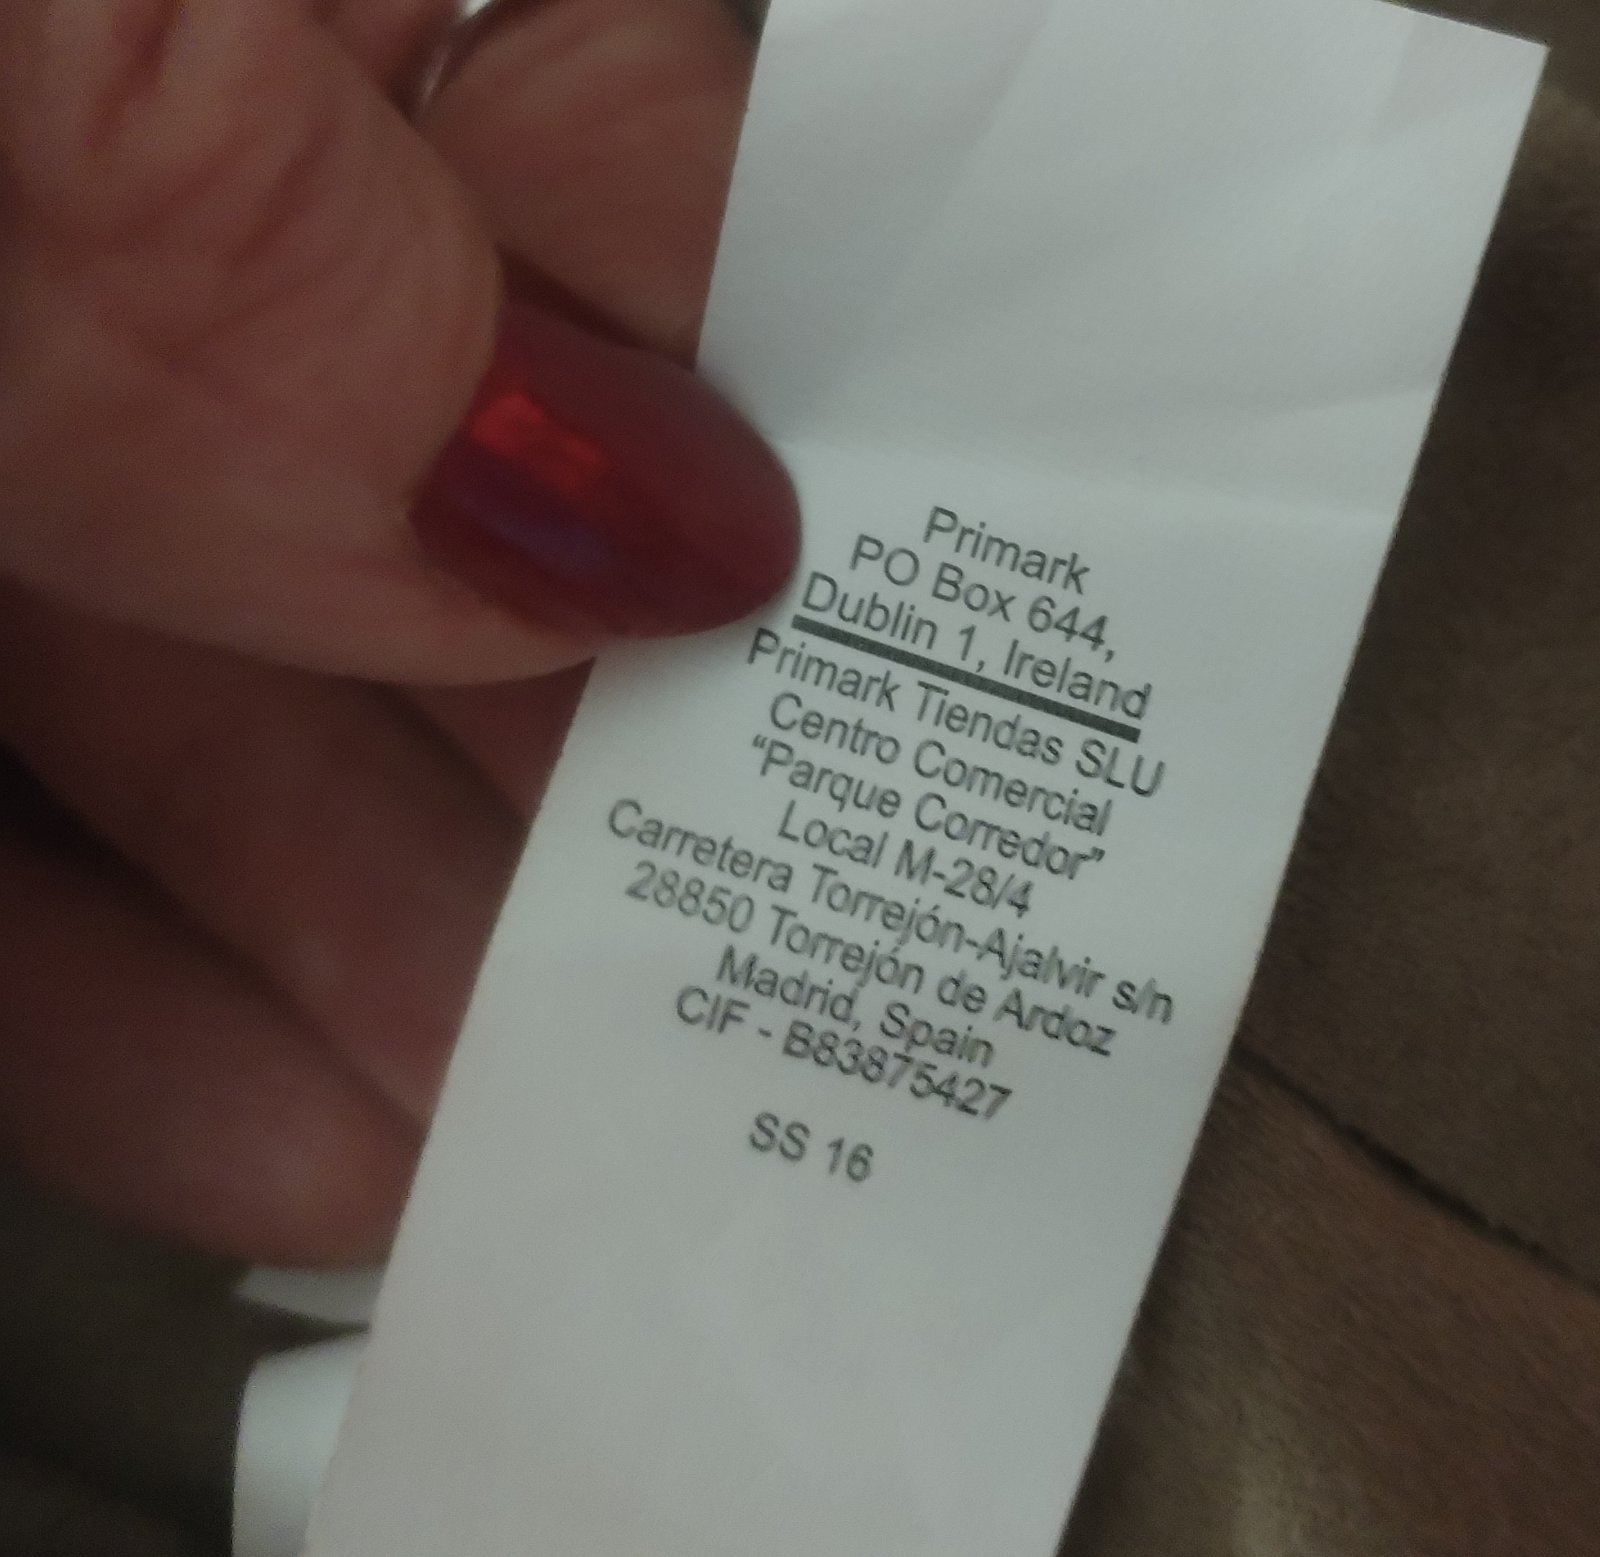 Primark
PO Box 644,
Dublin 1, Ireland
Primark Tiendas SLU
Centro Comercial
“Parque Corredor”
Local M-28/4
Carretera Torrejón-Ajalvir s/n
28850 Torrejón de Ardoz
Madrid, Spain
CIF - B83875427
SS 16